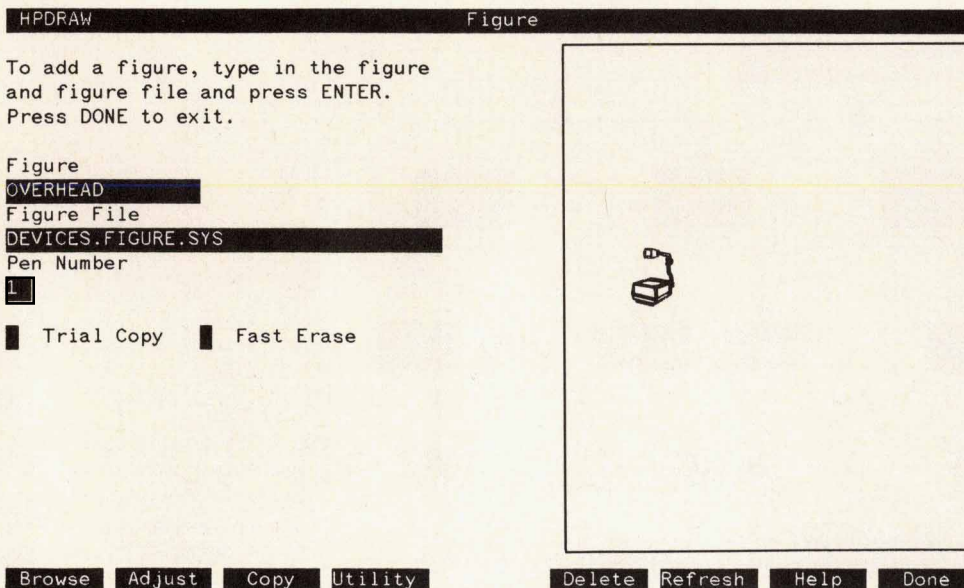 HPDRAW Figure
To add a figure, type in the figure
and figure file and press ENTER.
Press DONE to exit.
Figure
OVERHEAD
Figure File
DEVICES.FIGURE.SYS
Pen Number
1
Trial Copy Fast Erase
Browse Adjust Copy Utility Delete Refresh Help Done